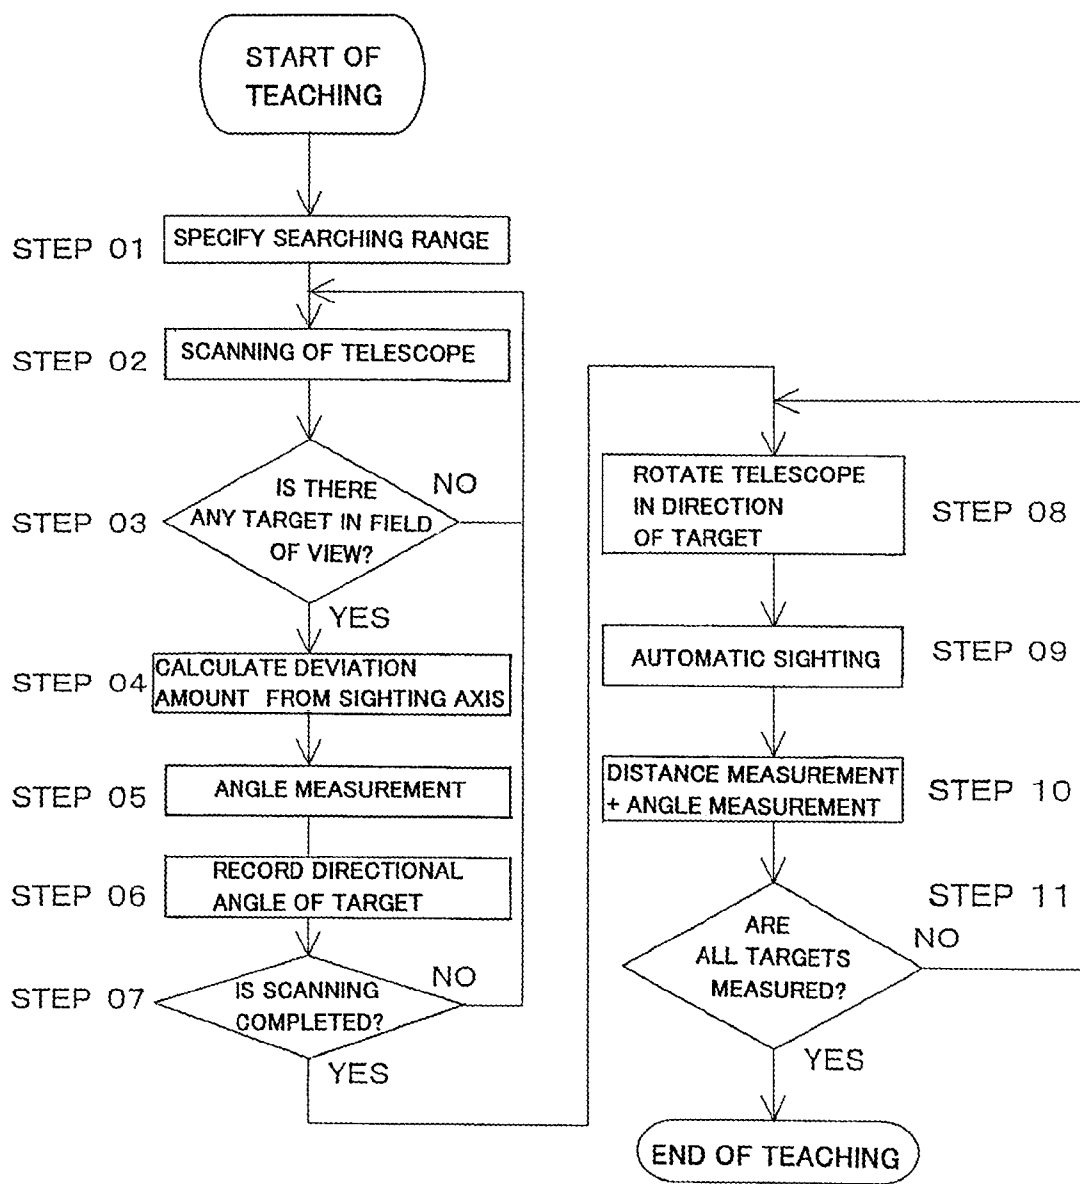 START OF
TEACHING
STEP 01
SPECIFY SEARCHING RANGE
STEP 02
SCANNING OF TELESCOPE
STEP 03
IS THERE
ANY TARGET IN FIELD
OF VIEW?
NO
YES
STEP 04
CALCULATE DEVIATION
AMOUNT FROM SIGHTING AXIS
STEP 05
ANGLE MEASUREMENT
STEP 06
RECORD DIRECTIONAL
ANGLE OF TARGET
STEP 07
IS SCANNING
COMPLETED?
NO
YES
ROTATE TELESCOPE
IN DIRECTION
OF TARGET
STEP 08
AUTOMATIC SIGHTING
STEP 09
DISTANCE MEASUREMENT
+ ANGLE MEASUREMENT
STEP 10
STEP 11
ARE
ALL TARGETS
MEASURED?
NO
YES
END OF TEACHING